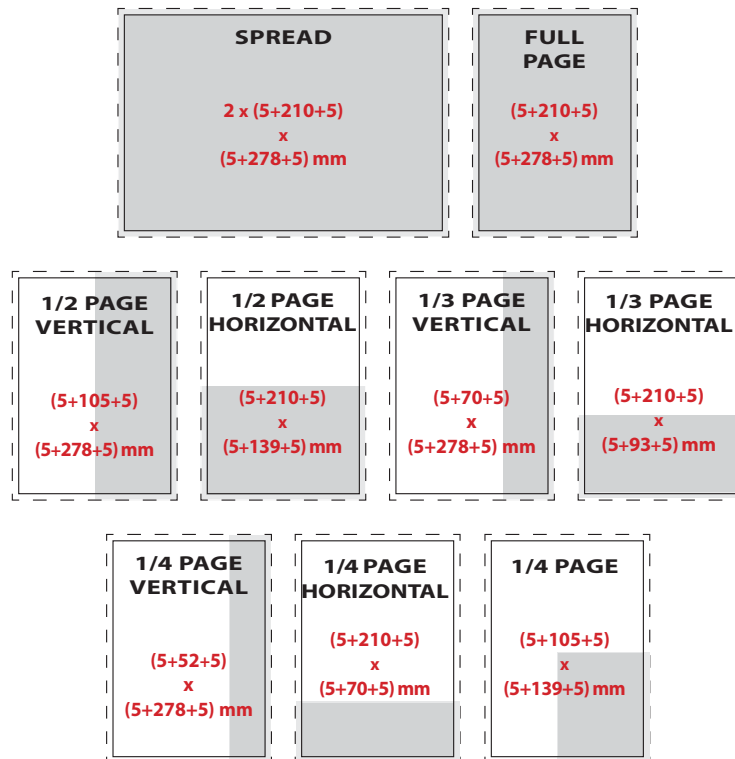 SPREAD
2 x (5+210+5)
x
(5+278+5) mm
FULL
PAGE
(5+210+5)
x
(5+278+5) mm
1/2 PAGE
VERTICAL
(5+105+5)
x
(5+278+5) mm
1/2 PAGE
HORIZONTAL
(5+210+5)
x
(5+139+5) mm
1/3 PAGE
VERTICAL
(5+70+5)
x
(5+278+5) mm
1/3 PAGE
HORIZONTAL
(5+210+5)
x
(5+93+5) mm
1/4 PAGE
VERTICAL
(5+52+5)
x
(5+278+5) mm
1/4 PAGE
HORIZONTAL
(5+210+5)
x
(5+70+5) mm
1/4 PAGE
(5+105+5)
x
(5+139+5) mm